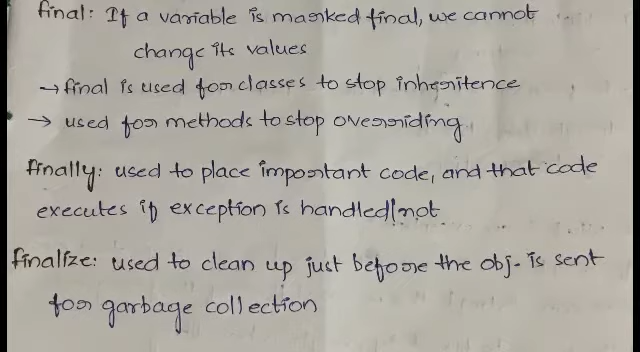 final: If a variable is marked final, we cannot
change its values
→ final is used for classes to stop inheritence
→ used for methods to stop overriding
finally: used to place important code, and that code
executes if exception is handled/not
finalize: used to clean up just before the obj. is sent
for garbage collection